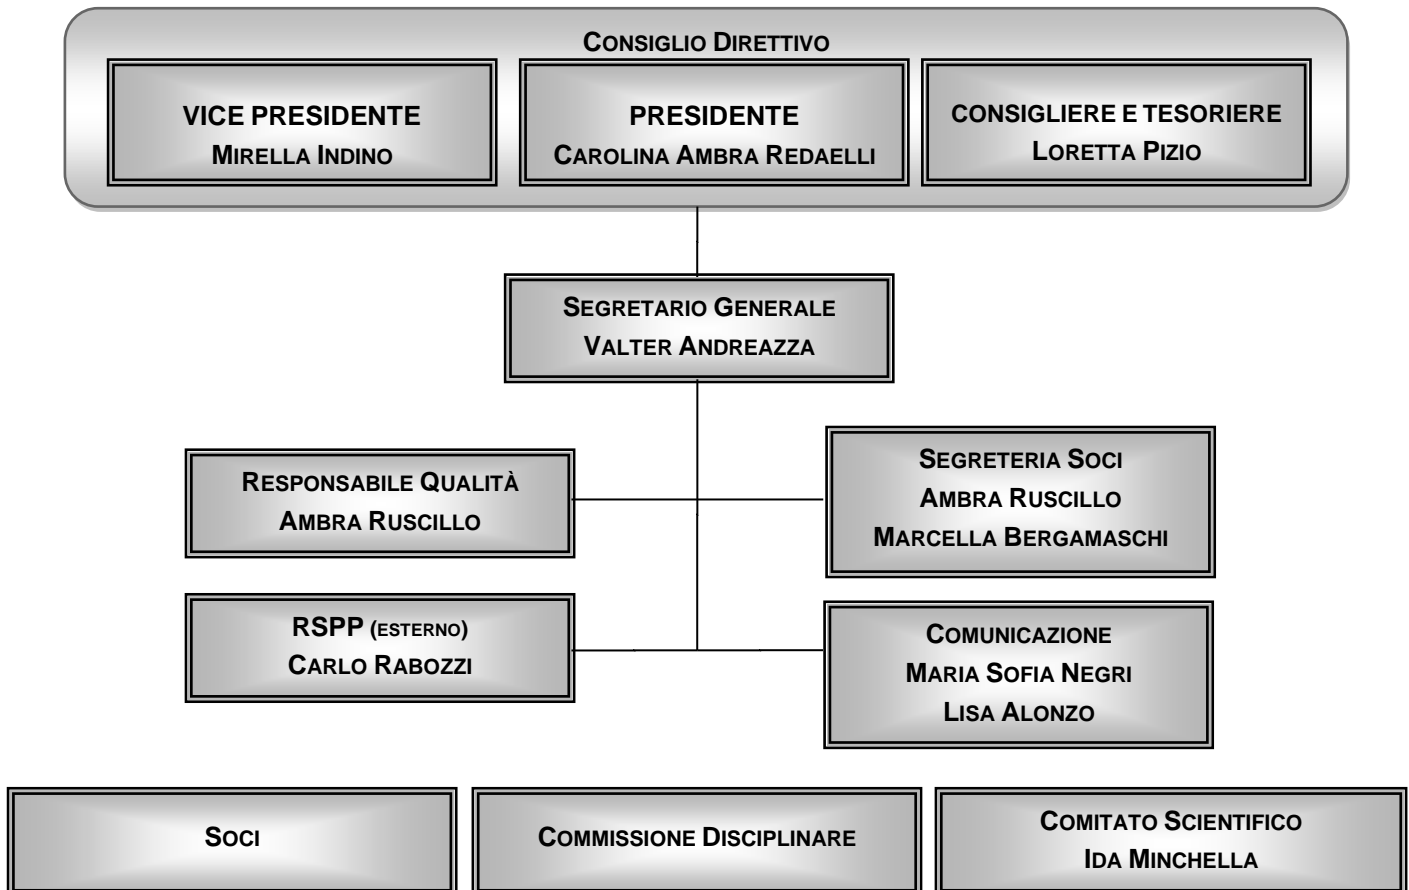 CONSIGLIO DIRETTIVO
VICE PRESIDENTE
MIRELLA INDINO
PRESIDENTE
CAROLINA AMBRA REDAELLI
CONSIGLIERE E TESORIERE
LORETTA PIZIO
SEGRETARIO GENERALE
VALTER ANDREAZZA
RESPONSABILE QUALITÀ
AMBRA RUSCILLO
SEGRETERIA SOCI
AMBRA RUSCILLO
MARCELLA BERGAMASCHI
RSPP (ESTERNO)
CARLO RABOZZI
COMUNICAZIONE
MARIA SOFIA NEGRI
LISA ALONZO
SOCI
COMMISSIONE DISCIPLINARE
COMITATO SCIENTIFICO
IDA MINCHELLA